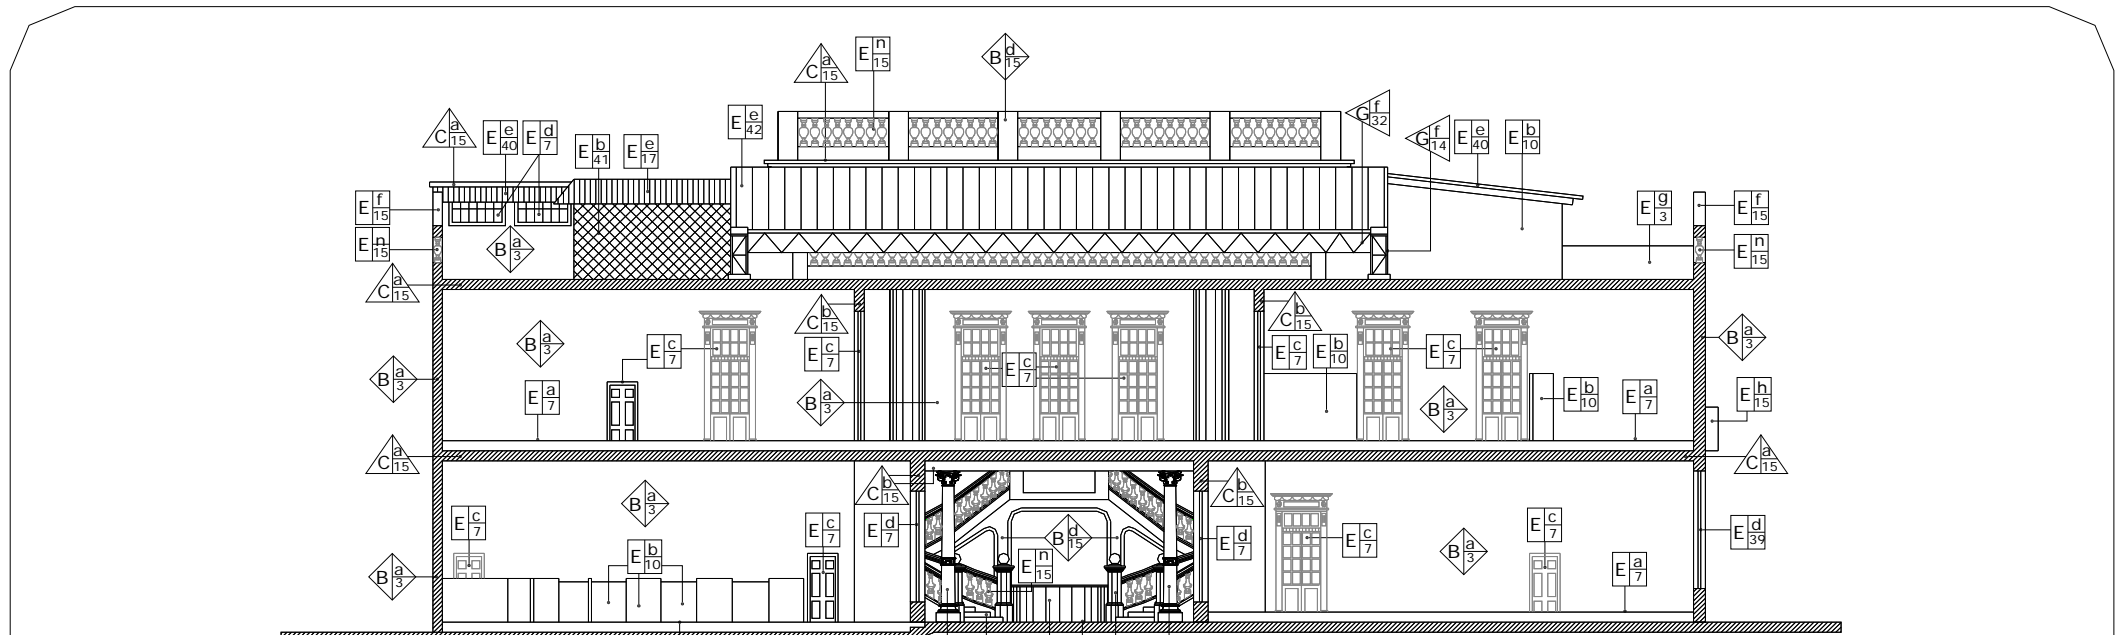 C a 15
E n 15
B d 15
C a 15
E e 40
E d 7
E b 41
E e 17
E e 42
G f 32
G f 14
E e 40
E b 10
E f 15
E n 15
B a 3
E g 3
E f 15
E n 15
C a 15
B a 3
E c 7
C b 15
E c 7
C b 15
E c 7
E b 10
E c 7
E c 7
B a 3
B a 3
E a 7
B a 3
B a 3
E b 10
E a 7
E h 15
C a 15
C a 15
C b 15
C b 15
B a 3
E c 7
E c 7
E d 7
B d 15
E d 7
E c 7
B a 3
E c 7
E d 39
E b 10
E n 15
B a 3
E a 7